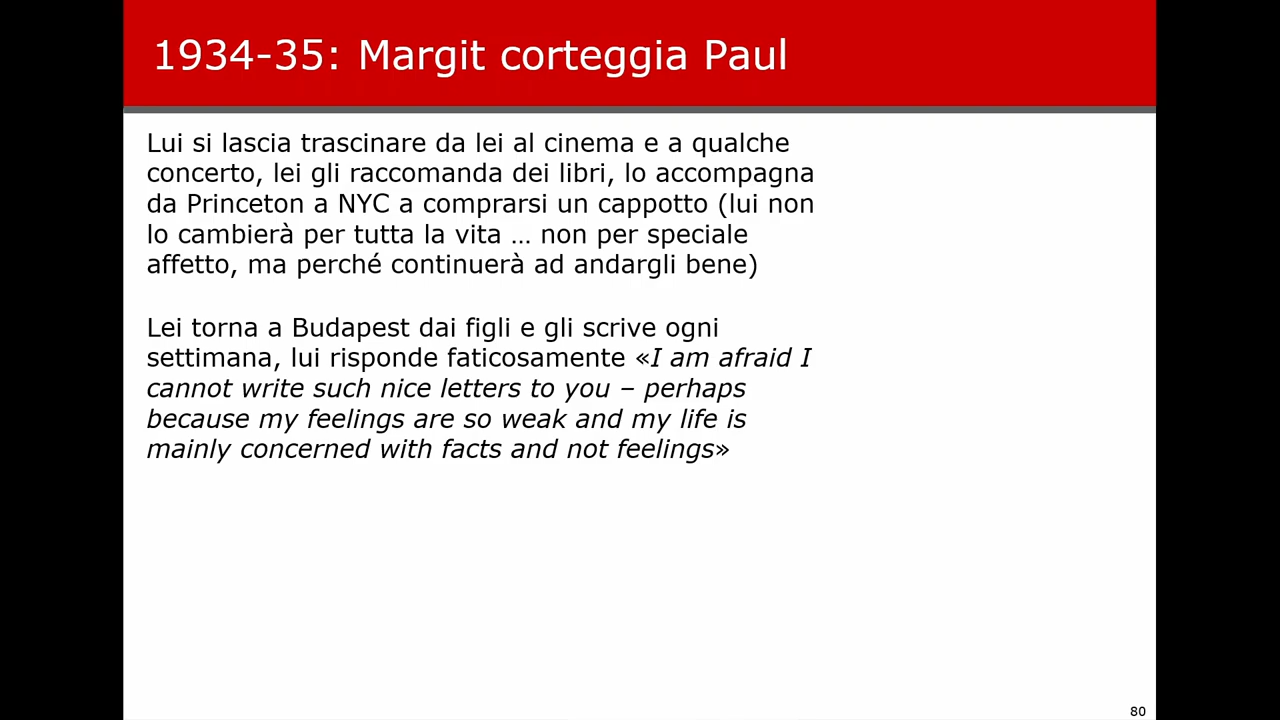 1934-35: Margit corteggia Paul
Lui si lascia trascinare da lei al cinema e a qualche
concerto, lei gli raccomanda dei libri, lo accompagna
da Princeton a NYC a comprarsi un cappotto (lui non
lo cambierà per tutta la vita … non per speciale
affetto, ma perché continuerà ad andargli bene)
Lei torna a Budapest dai figli e gli scrive ogni
settimana, lui risponde faticosamente «I am afraid I
cannot write such nice letters to you – perhaps
because my feelings are so weak and my life is
mainly concerned with facts and not feelings»
80